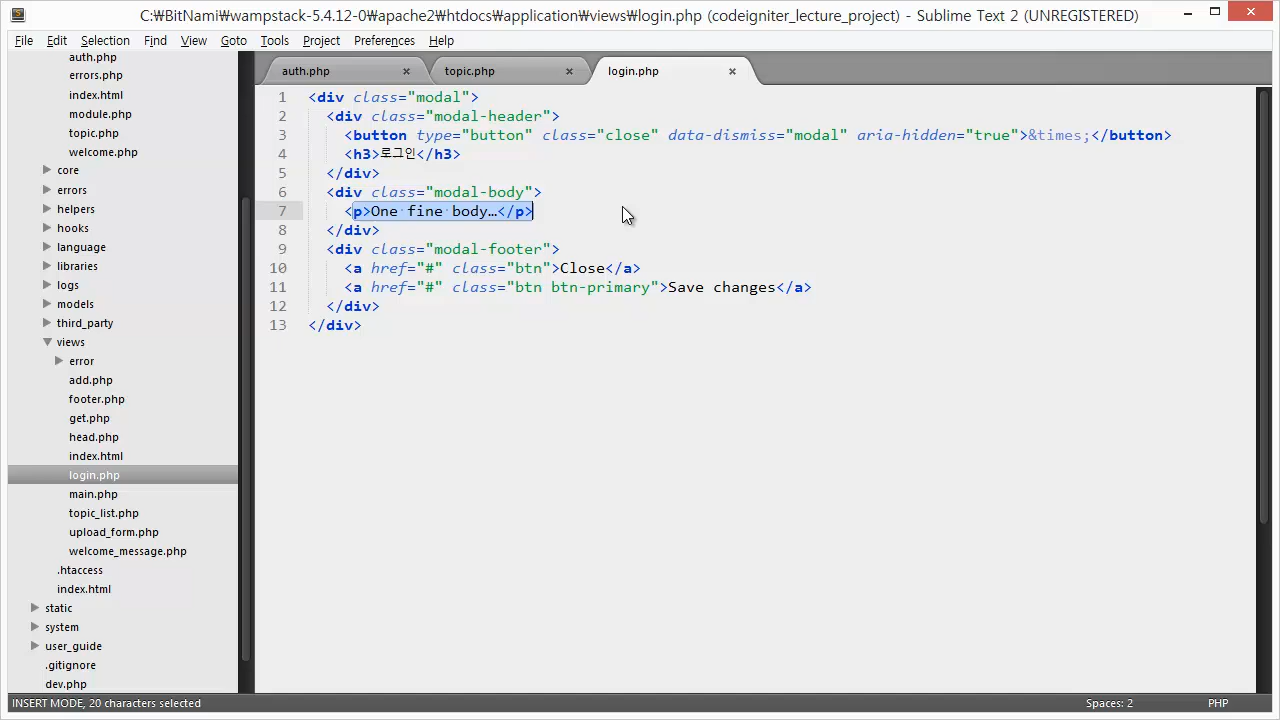 C:₩BitNami₩wampstack-5.4.12-0₩apache2₩htdocs₩application₩views₩login.php (codeigniter_lecture_project) - Sublime Text 2 (UNREGISTERED)
File Edit Selection Find View Goto Tools Project Preferences Help
auth.php
errors.php
index.html
module.php
topic.php
welcome.php
core
errors
helpers
hooks
language
libraries
logs
models
third_party
views
error
add.php
footer.php
get.php
head.php
index.html
login.php
main.php
topic_list.php
upload_form.php
welcome_message.php
.htaccess
index.html
static
system
user_guide
.gitignore
dev.php
auth.php × topic.php × login.php ×
1 <div class="modal">
2 <div class="modal-header">
3 <button type="button" class="close" data-dismiss="modal" aria-hidden="true">&times;</button>
4 <h3>로그인</h3>
5 </div>
6 <div class="modal-body">
7 <p>One fine body…</p>
8 </div>
9 <div class="modal-footer">
10 <a href="#" class="btn">Close</a>
11 <a href="#" class="btn btn-primary">Save changes</a>
12 </div>
13 </div>
INSERT MODE, 20 characters selected
Spaces: 2 PHP